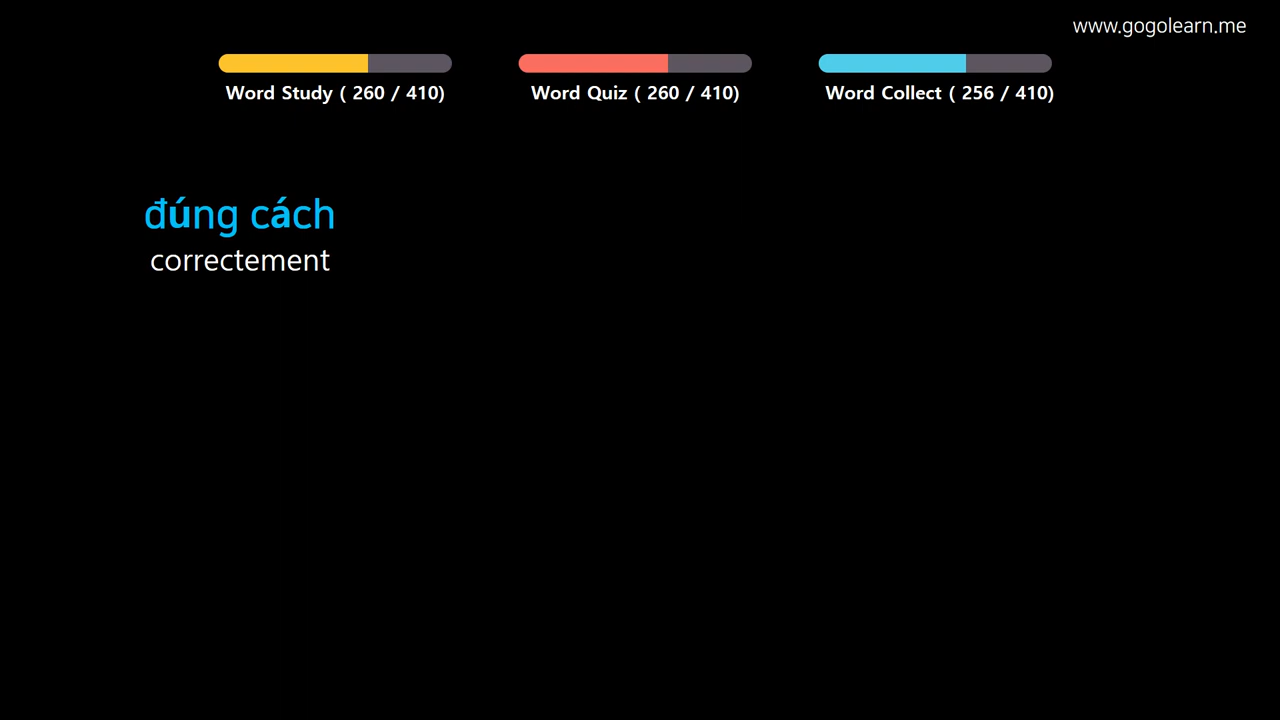 www.gogolearn.me
Word Study ( 260 / 410)
Word Quiz ( 260 / 410)
Word Collect ( 256 / 410)
đúng cách
correctement